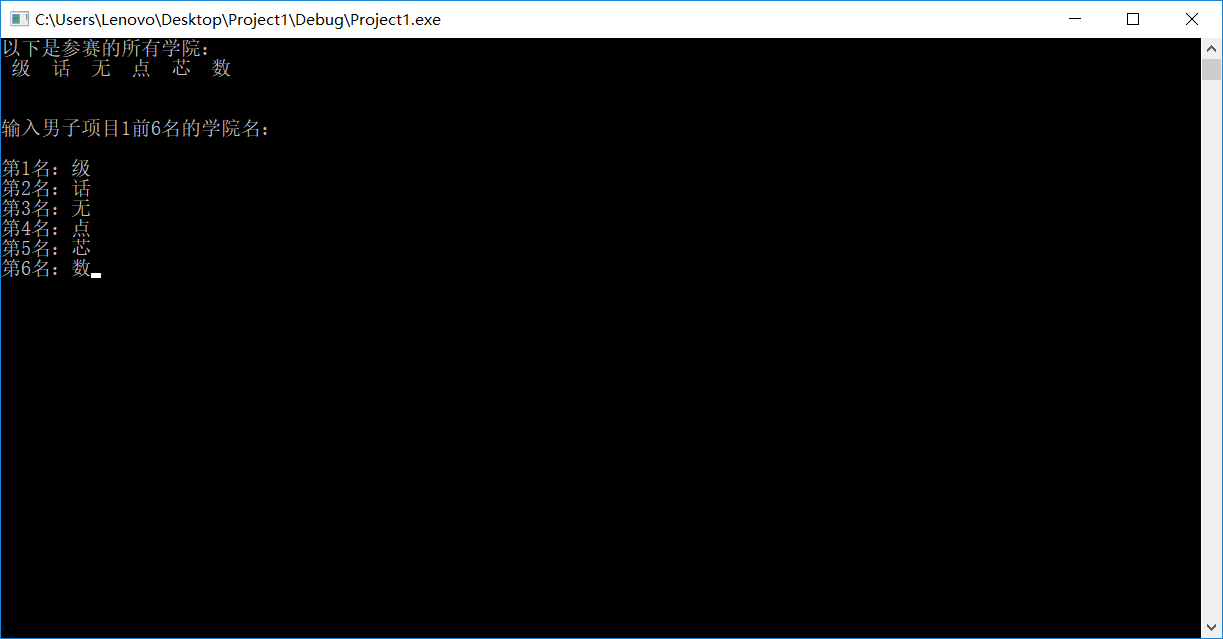 C:\Users\Lenovo\Desktop\Project1\Debug\Project1.exe
以下是参赛的所有学院：
级 话 无 点 芯 数
输入男子项目1前6名的学院名：
第1名：级
第2名：话
第3名：无
第4名：点
第5名：芯
第6名：数